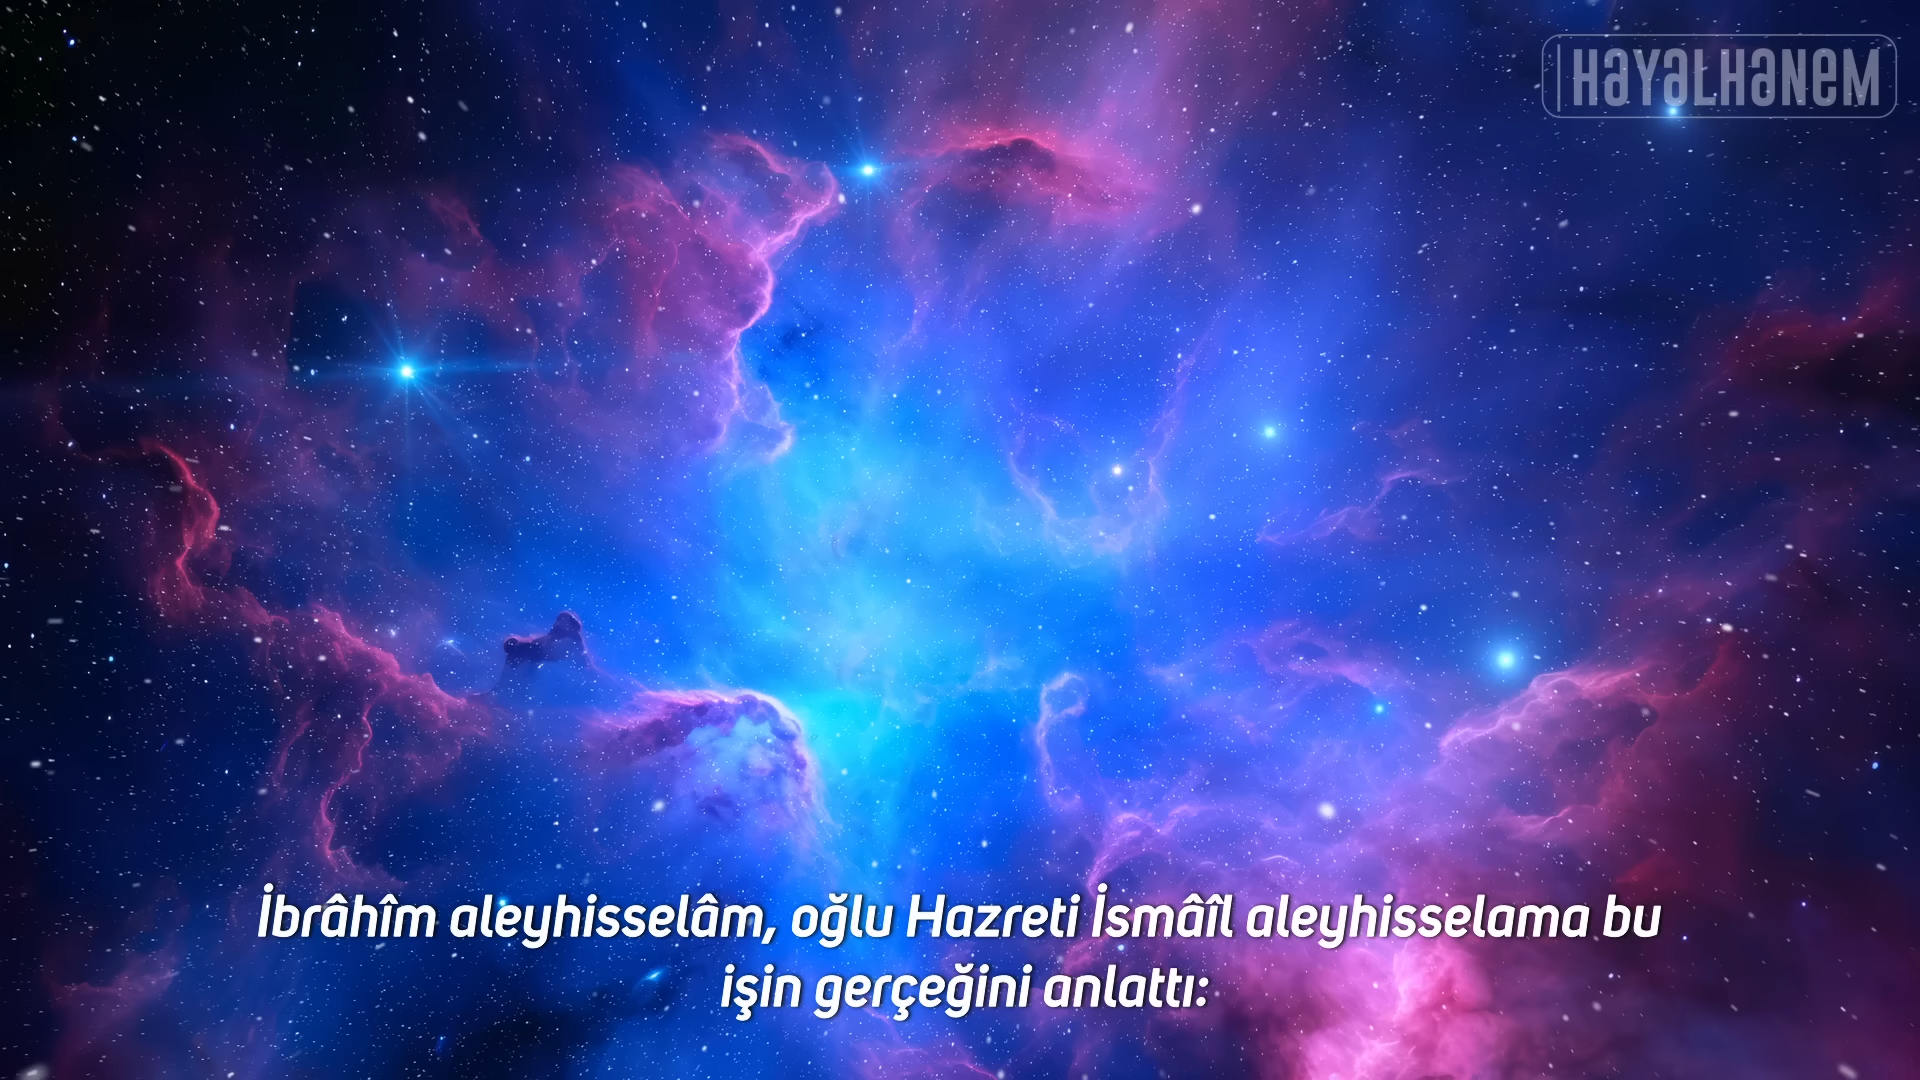 HAYALHANEM
İbrâhîm aleyhisselâm, oğlu Hazreti İsmâîl aleyhisselama bu
işin gerçeğini anlattı: